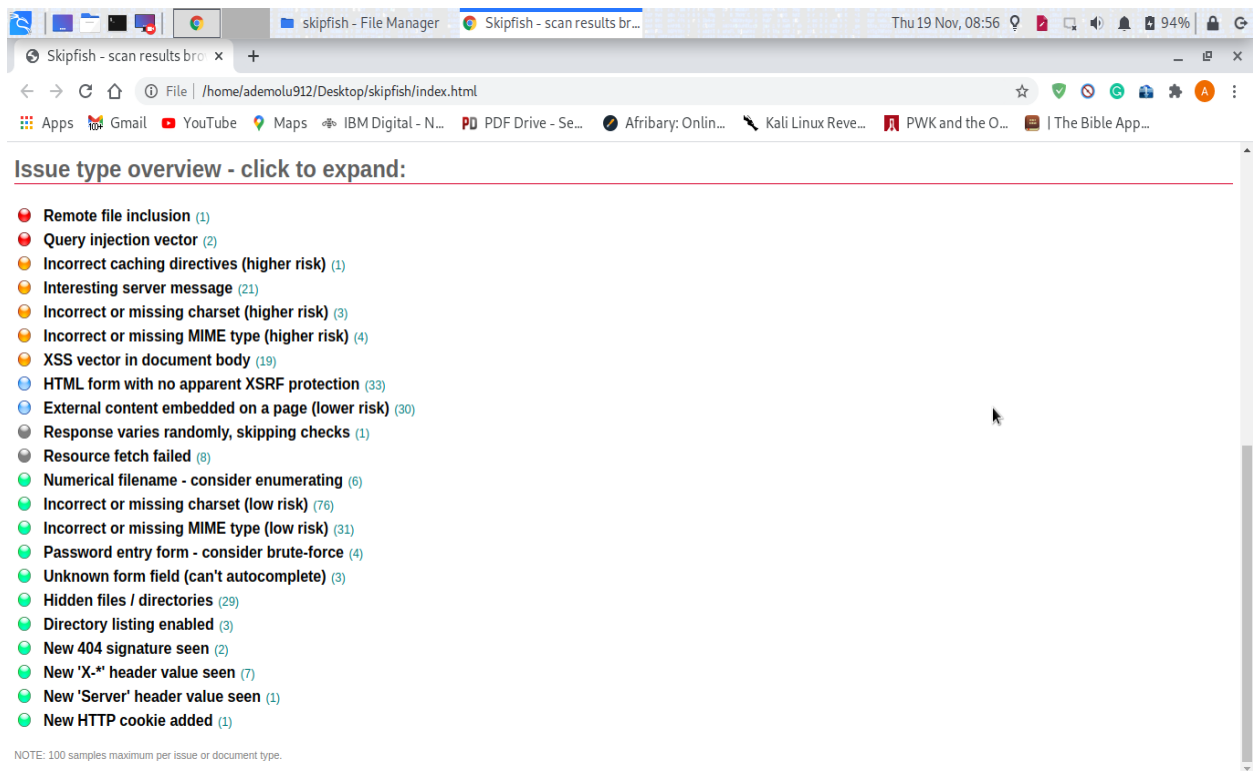 skipfish - File Manager
Skipfish - scan results br...
Thu 19 Nov, 08:56
94%
Skipfish - scan results bro
File
/home/ademolu912/Desktop/skipfish/index.html
A
Apps
100+
Gmail
YouTube
Maps
IBM Digital - N...
PD
PDF Drive - Se...
Afribary: Onlin...
Kali Linux Reve...
PWK and the O...
| The Bible App...
Issue type overview - click to expand:
Remote file inclusion (1)
Query injection vector (2)
Incorrect caching directives (higher risk) (1)
Interesting server message (21)
Incorrect or missing charset (higher risk) (3)
Incorrect or missing MIME type (higher risk) (4)
XSS vector in document body (19)
HTML form with no apparent XSRF protection (33)
External content embedded on a page (lower risk) (30)
Response varies randomly, skipping checks (1)
Resource fetch failed (8)
Numerical filename - consider enumerating (6)
Incorrect or missing charset (low risk) (76)
Incorrect or missing MIME type (low risk) (31)
Password entry form - consider brute-force (4)
Unknown form field (can't autocomplete) (3)
Hidden files / directories (29)
Directory listing enabled (3)
New 404 signature seen (2)
New 'X-*' header value seen (7)
New 'Server' header value seen (1)
New HTTP cookie added (1)
NOTE: 100 samples maximum per issue or document type.